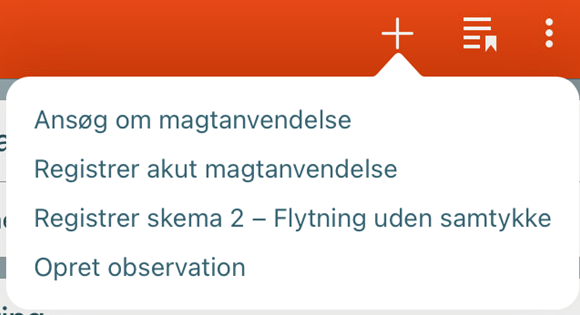 Ansøg om magtanvendelse
Registrer akut magtanvendelse
Registrer skema 2 – Flytning uden samtykke
Opret observation